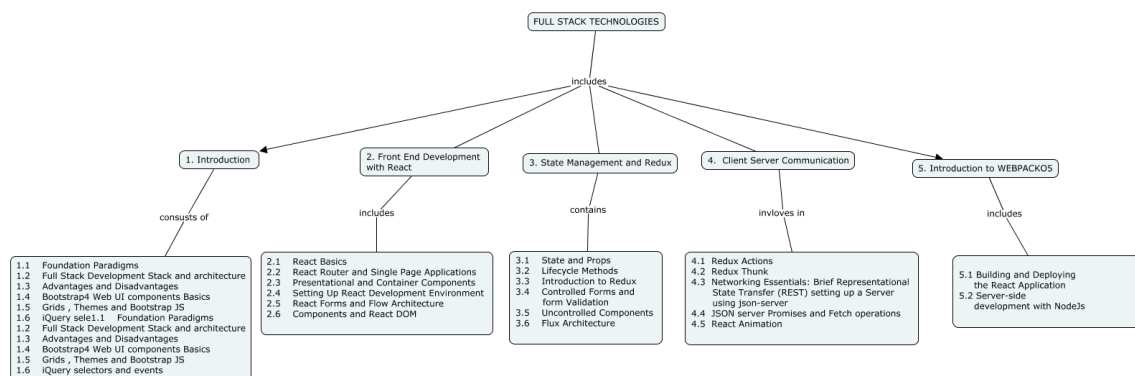 FULL STACK TECHNOLOGIES
includes
1. Introduction
2. Front End Development
with React
3. State Management and Redux
4. Client Server Communication
5. Introduction to WEBPACKO5
consusts of
includes
contains
invloves in
includes
1.1 Foundation Paradigms
1.2 Full Stack Development Stack and architecture
1.3 Advantages and Disadvantages
1.4 Bootstrap4 Web UI components Basics
1.5 Grids , Themes and Bootstrap JS
1.6 iQuery sele1.1 Foundation Paradigms
1.2 Full Stack Development Stack and architecture
1.3 Advantages and Disadvantages
1.4 Bootstrap4 Web UI components Basics
1.5 Grids , Themes and Bootstrap JS
1.6 iQuery selectors and events
2.1 React Basics
2.2 React Router and Single Page Applications
2.3 Presentational and Container Components
2.4 Setting Up React Development Environment
2.5 React Forms and Flow Architecture
2.6 Components and React DOM
3.1 State and Props
3.2 Lifecycle Methods
3.3 Introduction to Redux
3.4 Controlled Forms and
form Validation
3.5 Uncontrolled Components
3.6 Flux Architecture
4.1 Redux Actions
4.2 Redux Thunk
4.3 Networking Essentials: Brief Representational
State Transfer (REST) setting up a Server
using Json-server
4.4 JSON server Promises and Fetch operations
4.5 React Animation
5.1 Building and Deploying
the React Application
5.2 Server-side
development with NodeJs